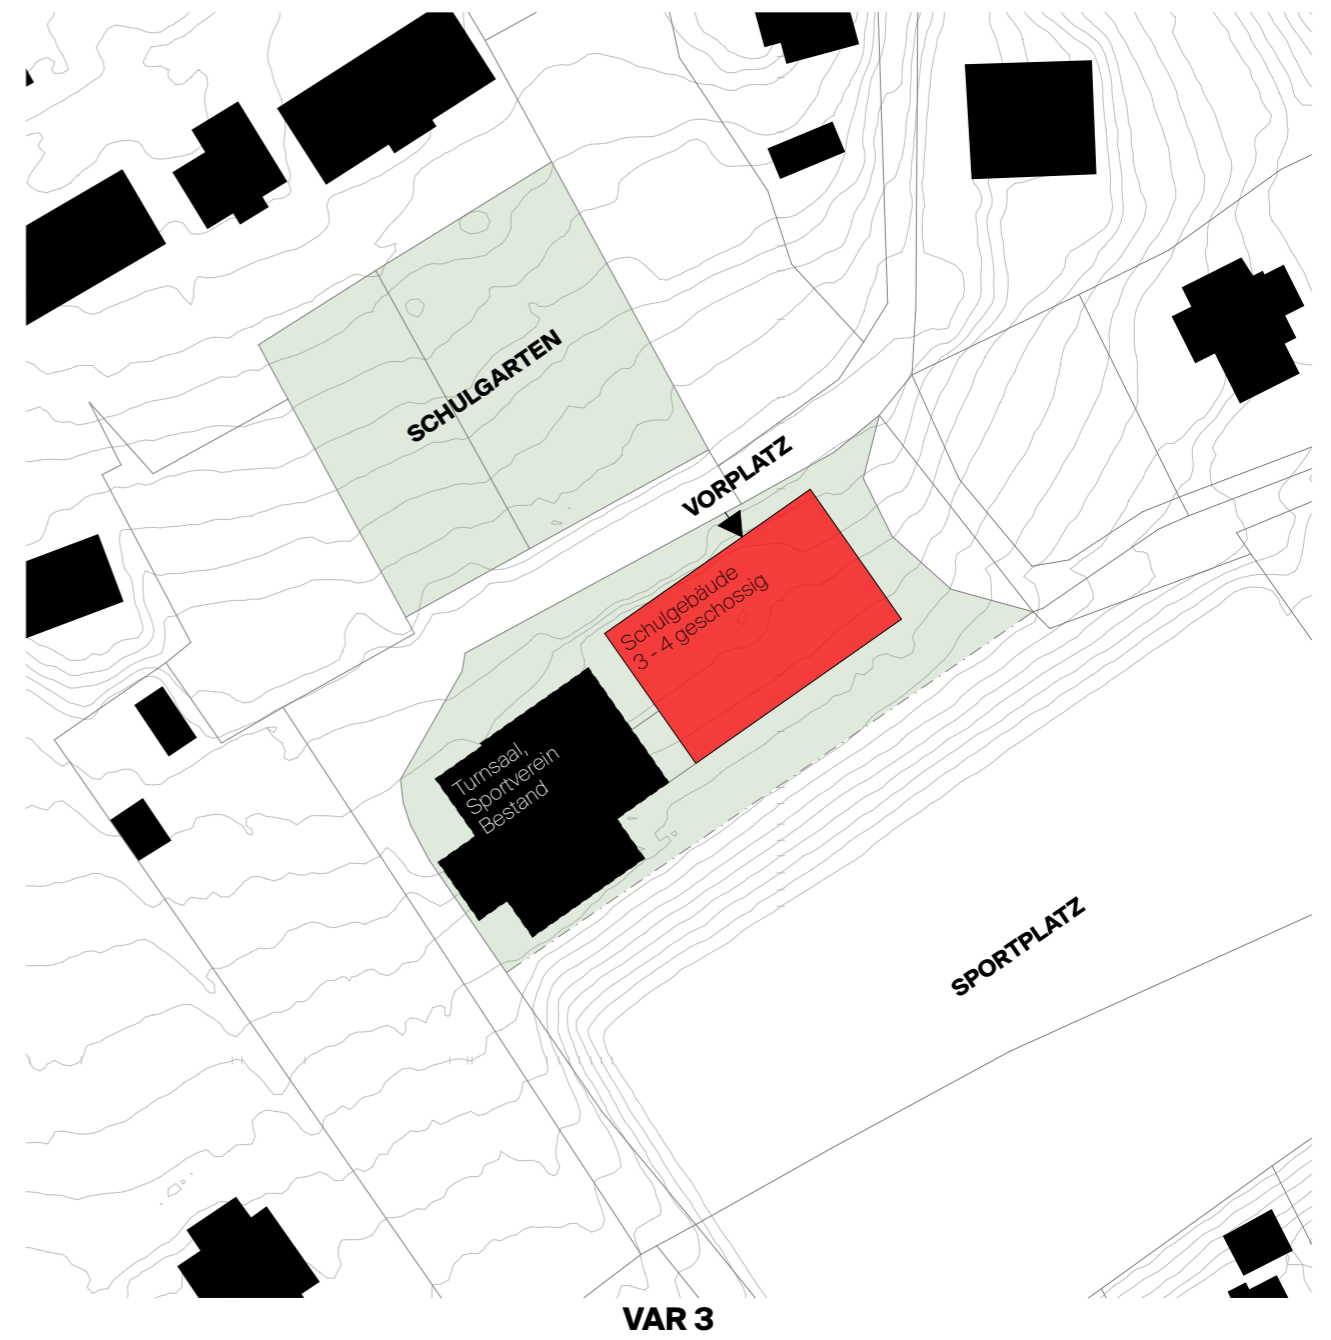 SCHULGARTEN
VORPLATZ
Schulgebäude
3 - 4 geschossig
Turnsaal,
Sportverein
Bestand
SPORTPLATZ
VAR 3